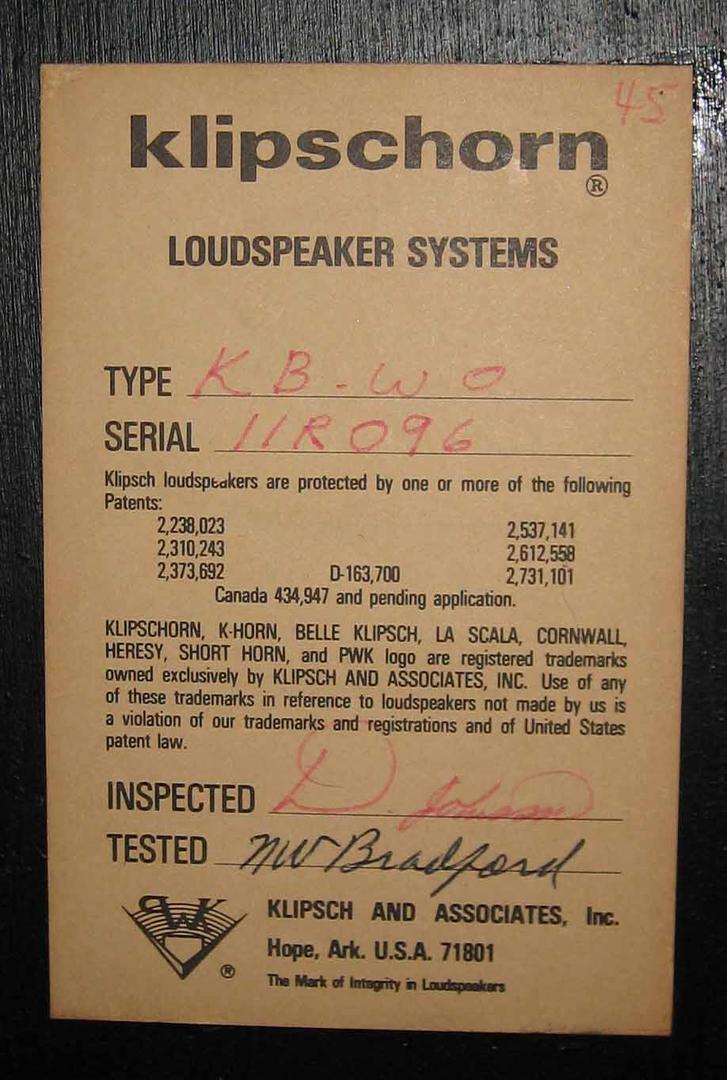 45
klipschorn®
LOUDSPEAKER SYSTEMS
TYPE KB-WO
SERIAL 11R096
Klipsch loudspeakers are protected by one or more of the following
Patents:
2,238,023 2,537,141
2,310,243 2,612,558
2,373,692 D-163,700 2,731,101
Canada 434,947 and pending application.
KLIPSCHORN, K-HORN, BELLE KLIPSCH, LA SCALA, CORNWALL,
HERESY, SHORT HORN, and PWK logo are registered trademarks
owned exclusively by KLIPSCH AND ASSOCIATES, INC. Use of any
of these trademarks in reference to loudspeakers not made by us is
a violation of our trademarks and registrations and of United States
patent law.
INSPECTED D. Johnson
TESTED MW Bradford
PWK ®
KLIPSCH AND ASSOCIATES, Inc.
Hope, Ark. U.S.A. 71801
The Mark of Integrity in Loudspeakers